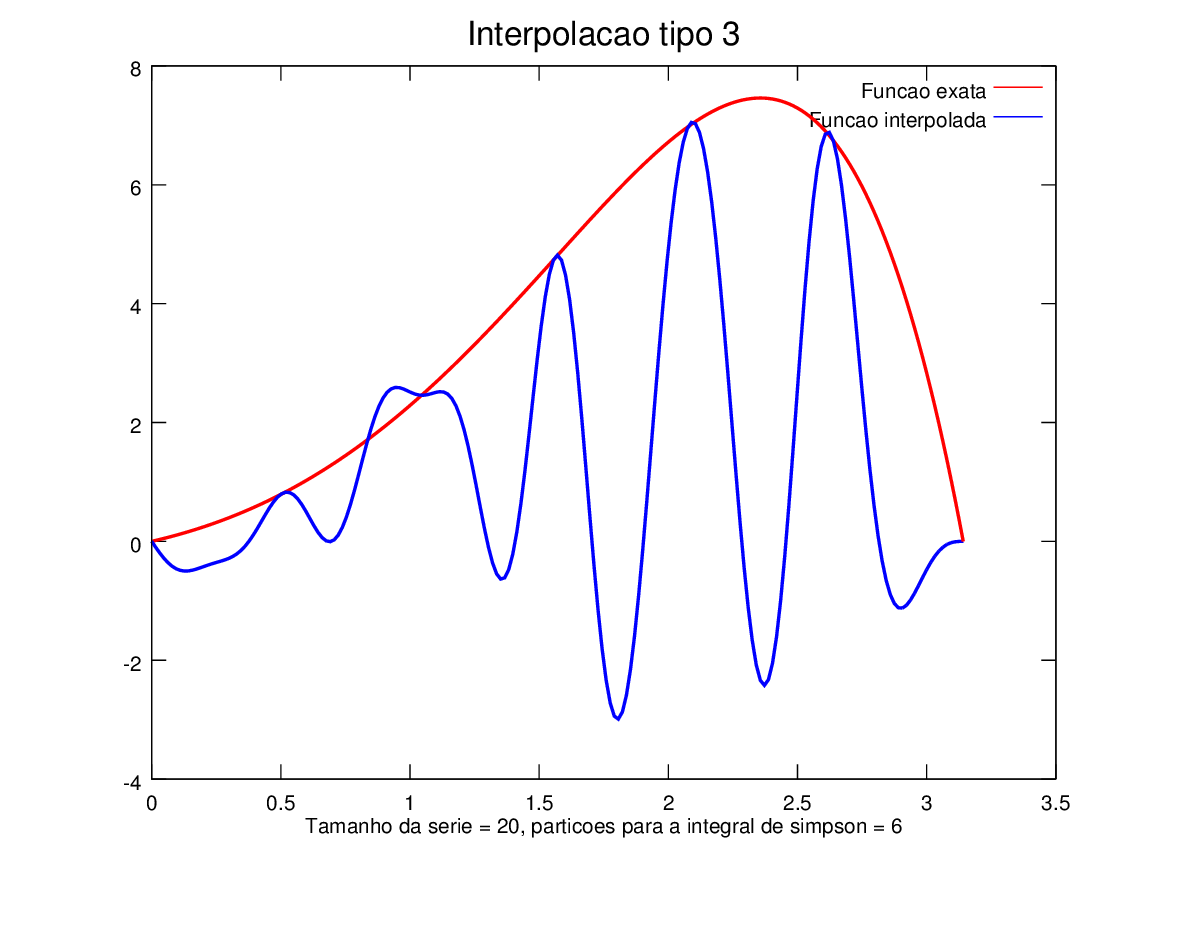 Interpolacao tipo 3
8
6
4
2
0
-2
-4
Funcao exata
Funcao interpolada
0 0.5 1 1.5 2 2.5 3 3.5
Tamanho da serie = 20, particoes para a integral de simpson = 6